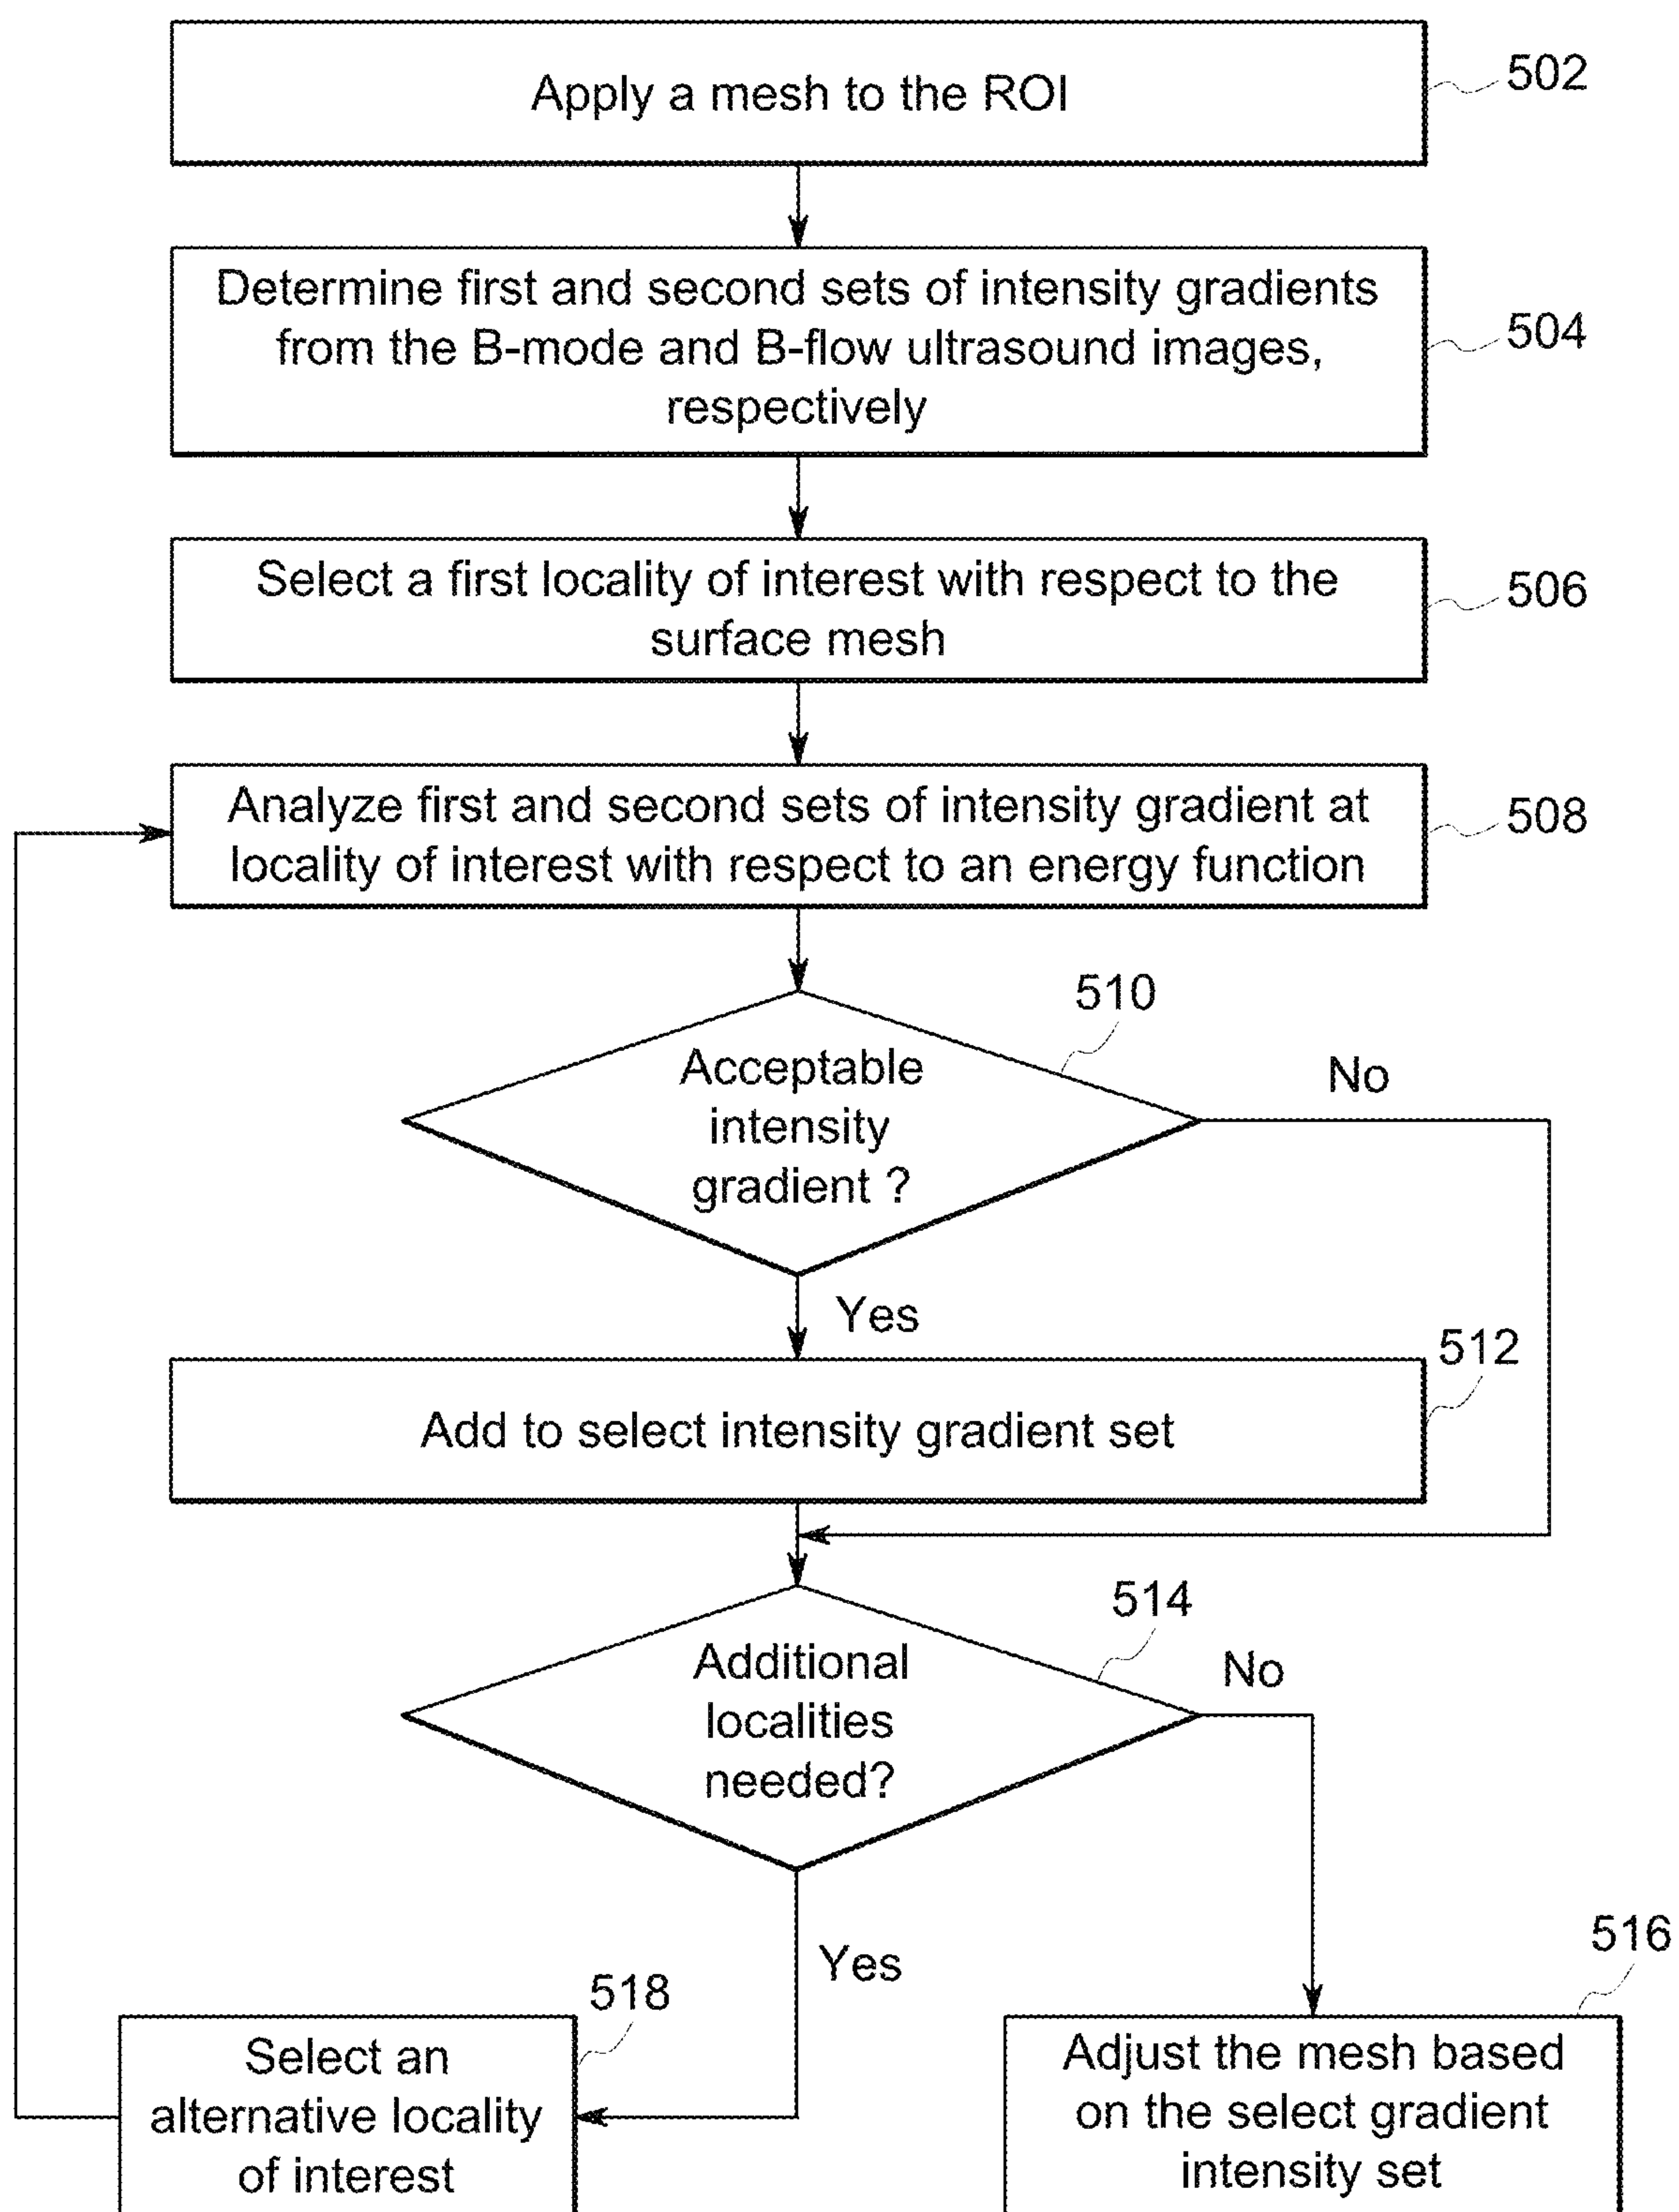 Apply a mesh to the ROI
502
Determine first and second sets of intensity gradients
from the B-mode and B-flow ultrasound images,
respectively
504
Select a first locality of interest with respect to the
surface mesh
506
Analyze first and second sets of intensity gradient at
locality of interest with respect to an energy function
508
510
Acceptable
intensity
gradient ?
No
Yes
512
Add to select intensity gradient set
514
Additional
localities
needed?
No
Yes
518
Select an
alternative locality
of interest
516
Adjust the mesh based
on the select gradient
intensity set